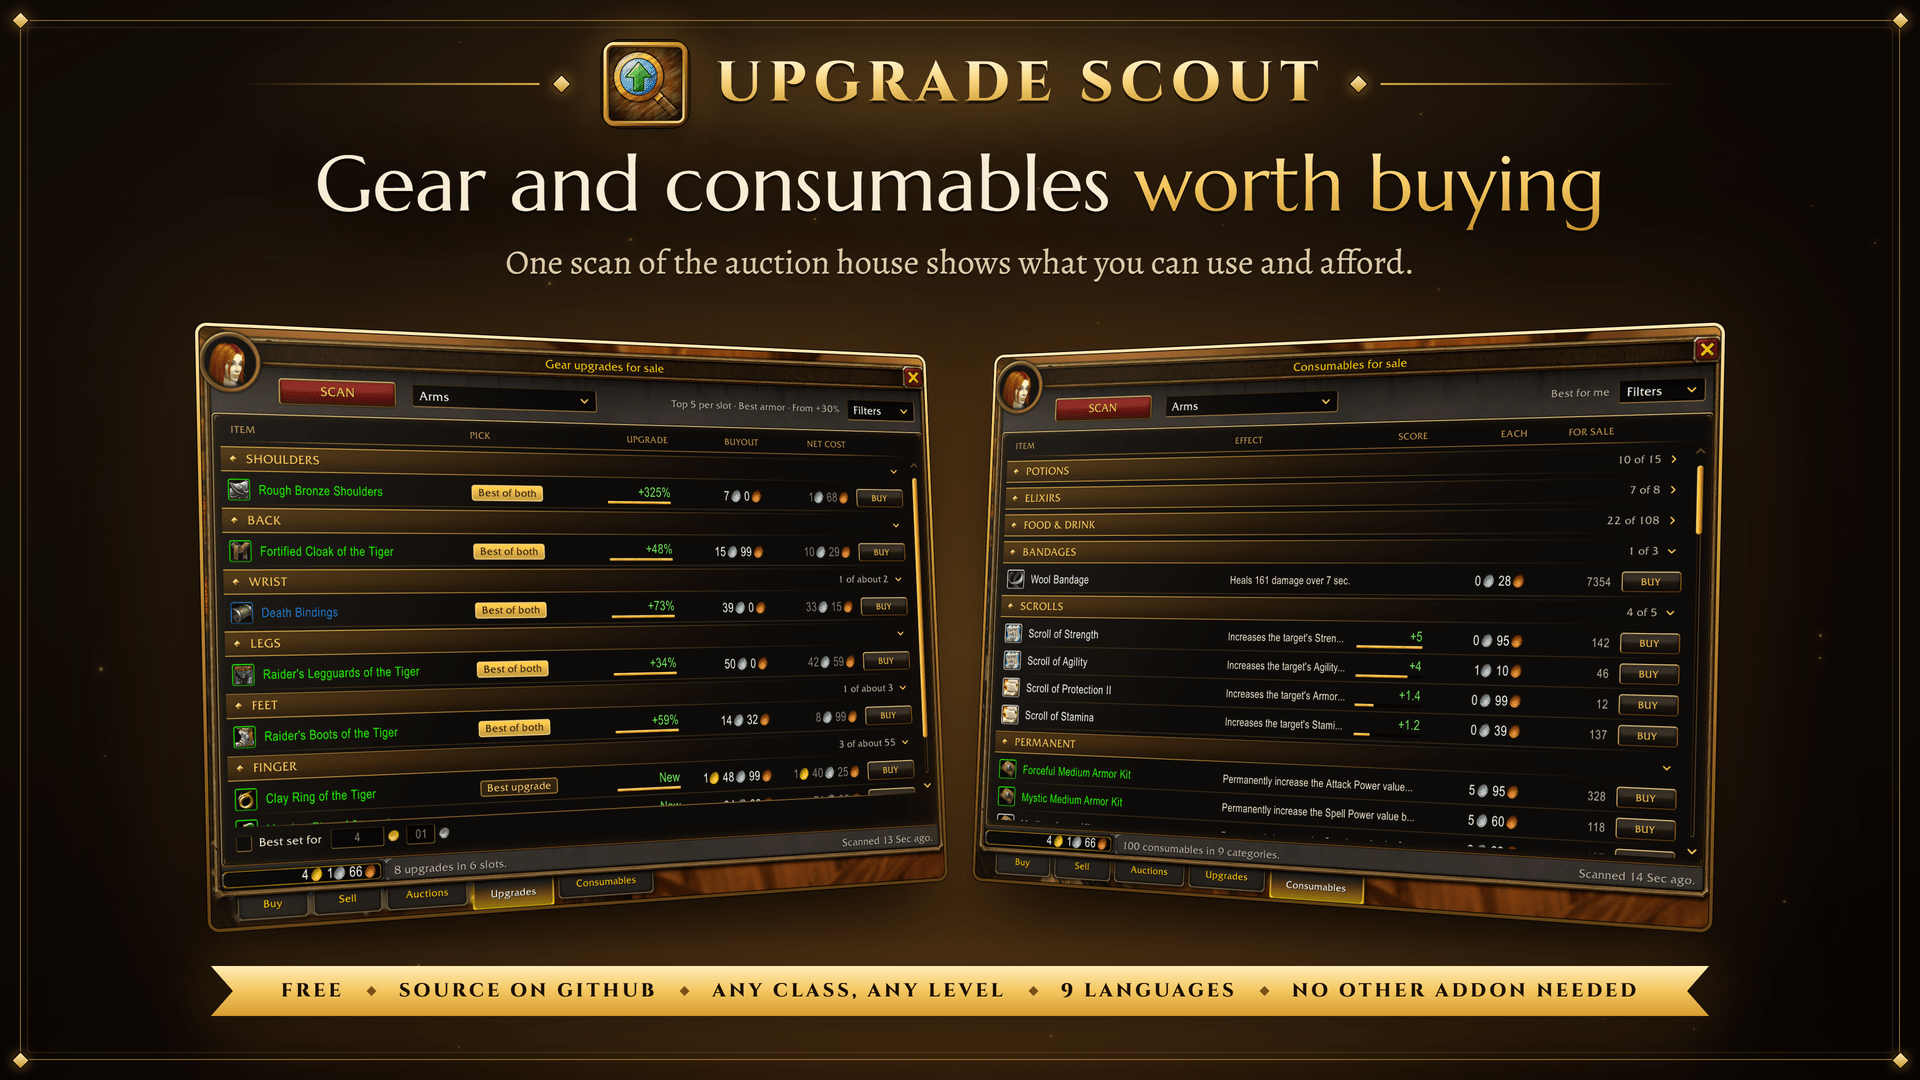 UPGRADE SCOUT
Gear and consumables worth buying
One scan of the auction house shows what you can use and afford.
Gear upgrades for sale
SCAN
Arms
Top 5 per slot · Best armor · From +30%
Filters
ITEM PICK UPGRADE BUYOUT NET COST
SHOULDERS
Rough Bronze Shoulders Best of both +325% 7 0 1 68 BUY
BACK
Fortified Cloak of the Tiger Best of both +48% 15 99 10 29 BUY
WRIST 1 of about 2
Death Bindings Best of both +73% 39 0 33 15 BUY
LEGS
Raider's Legguards of the Tiger Best of both +34% 50 0 42 59 BUY
FEET 1 of about 3
Raider's Boots of the Tiger Best of both +59% 14 32 8 99 BUY
FINGER 3 of about 55
Clay Ring of the Tiger Best upgrade New 1 48 99 1 40 25 BUY
Best set for 4 01
Scanned 13 Sec ago.
4 1 66 8 upgrades in 6 slots.
Buy Sell Auctions Upgrades Consumables
Consumables for sale
SCAN
Arms
Best for me
Filters
ITEM EFFECT SCORE EACH FOR SALE
POTIONS 10 of 15
ELIXIRS 7 of 8
FOOD & DRINK 22 of 108
BANDAGES 1 of 3
Wool Bandage Heals 161 damage over 7 sec. 0 28 7354 BUY
SCROLLS 4 of 5
Scroll of Strength Increases the target's Stren... +5 0 95 142 BUY
Scroll of Agility Increases the target's Agility... +4 1 10 46 BUY
Scroll of Protection II Increases the target's Armor... +1.4 0 99 12 BUY
Scroll of Stamina Increases the target's Stami... +1.2 0 39 137 BUY
PERMANENT
Forceful Medium Armor Kit Permanently increase the Attack Power value... 5 95 328 BUY
Mystic Medium Armor Kit Permanently increase the Spell Power value b... 5 60 118 BUY
4 1 66 100 consumables in 9 categories.
Scanned 14 Sec ago.
Buy Sell Auctions Upgrades Consumables
FREE ◆ SOURCE ON GITHUB ◆ ANY CLASS, ANY LEVEL ◆ 9 LANGUAGES ◆ NO OTHER ADDON NEEDED